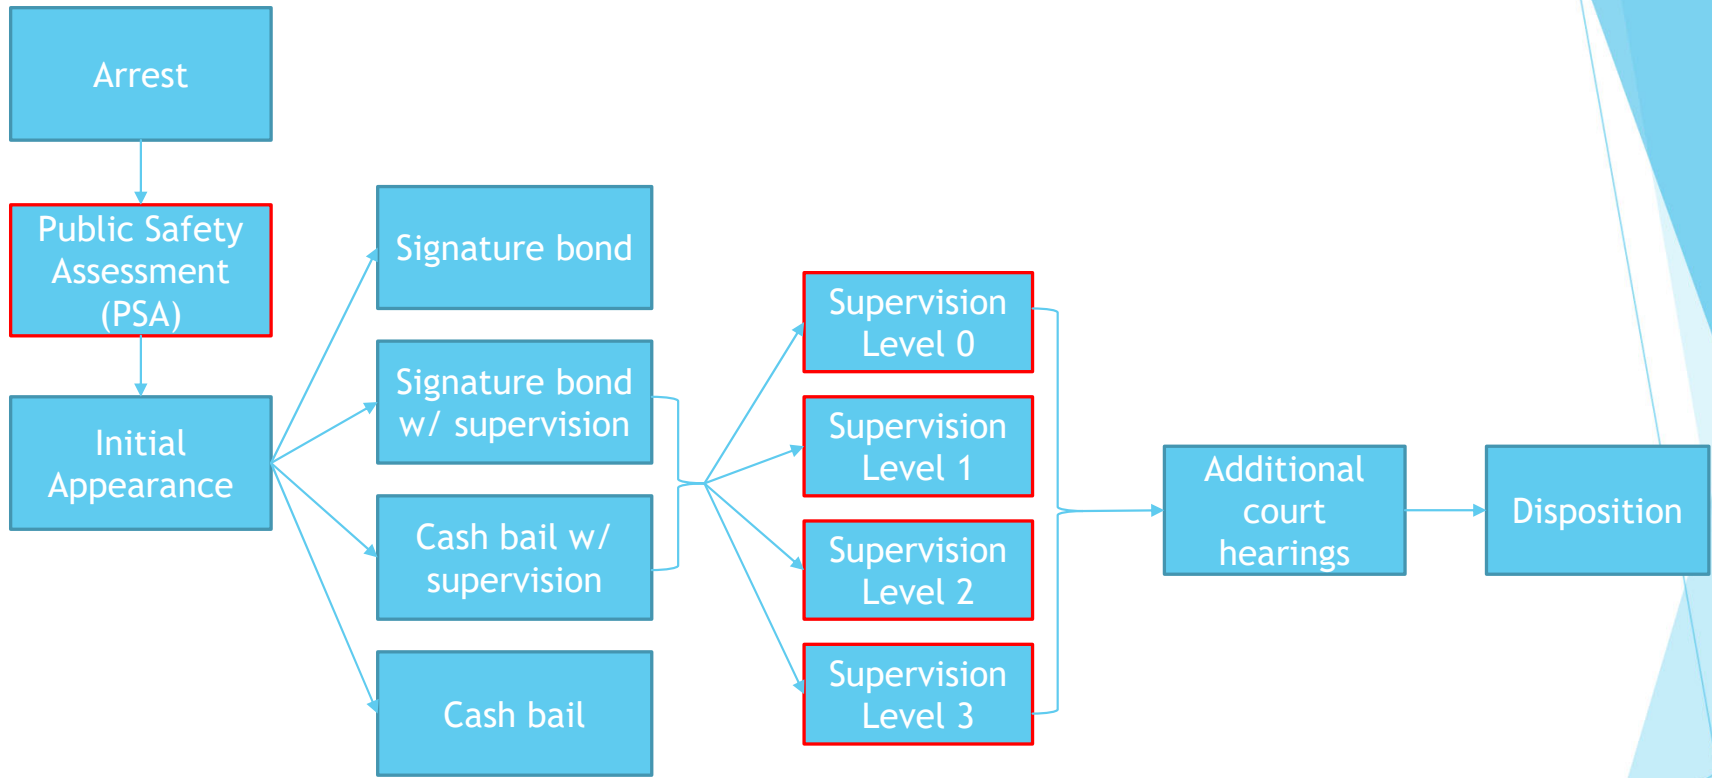 Arrest
Public Safety
Assessment
(PSA)
Initial
Appearance
Signature bond
Signature bond
w/ supervision
Cash bail w/
supervision
Cash bail
Supervision
Level 0
Supervision
Level 1
Supervision
Level 2
Supervision
Level 3
Additional
court
hearings
Disposition